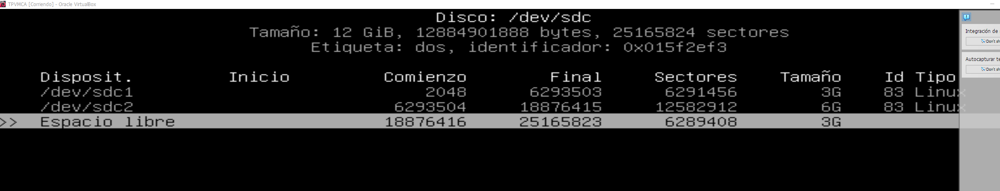 TPVMCA [Corriendo] - Oracle VirtualBox
Disco: /dev/sdc
Tamaño: 12 GiB, 12884901888 bytes, 25165824 sectores
Etiqueta: dos, identificador: 0x015f2ef3
Integración de
Don't sh
Autocapturar te
Don't sh
Disposit. Inicio Comienzo Final Sectores Tamaño Id Tipo
/dev/sdc1 2048 6293503 6291456 3G 83 Linux
/dev/sdc2 6293504 18876415 12582912 6G 83 Linux
>> Espacio libre 18876416 25165823 6289408 3G